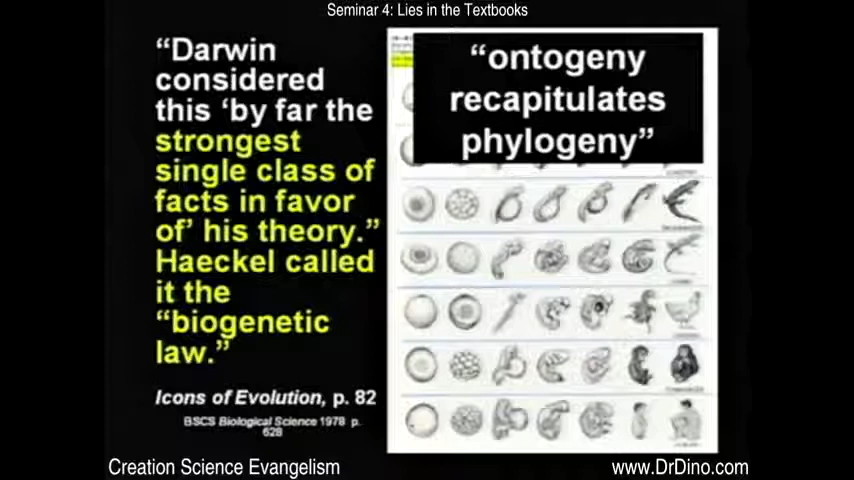 Seminar 4: Lies in the Textbooks
“Darwin
considered
this ‘by far the
strongest
single class of
facts in favor
of’ his theory.”
Haeckel called
it the
“biogenetic
law.”
Icons of Evolution, p. 82
BSCS Biological Science 1978 p.
628
“ontogeny
recapitulates
phylogeny”
Creation Science Evangelism
www.DrDino.com